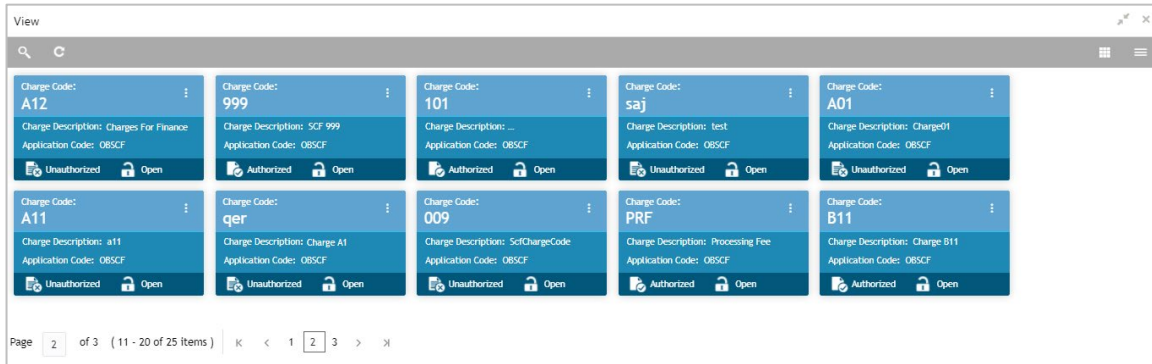 View
Charge Code:
A12
Charge Description: Charges For Finance
Application Code: OBSCF
Unauthorized Open
Charge Code:
999
Charge Description: SCF 999
Application Code: OBSCF
Authorized Open
Charge Code:
101
Charge Description: ...
Application Code: OBSCF
Authorized Open
Charge Code:
saj
Charge Description: test
Application Code: OBSCF
Unauthorized Open
Charge Code:
A01
Charge Description: Charge01
Application Code: OBSCF
Unauthorized Open
Charge Code:
A11
Charge Description: a11
Application Code: OBSCF
Unauthorized Open
Charge Code:
qer
Charge Description: Charge A1
Application Code: OBSCF
Unauthorized Open
Charge Code:
009
Charge Description: ScfChargeCode
Application Code: OBSCF
Unauthorized Open
Charge Code:
PRF
Charge Description: Processing Fee
Application Code: OBSCF
Authorized Open
Charge Code:
B11
Charge Description: Charge B11
Application Code: OBSCF
Authorized Open
Page 2 of 3 ( 11 - 20 of 25 items ) 1 2 3